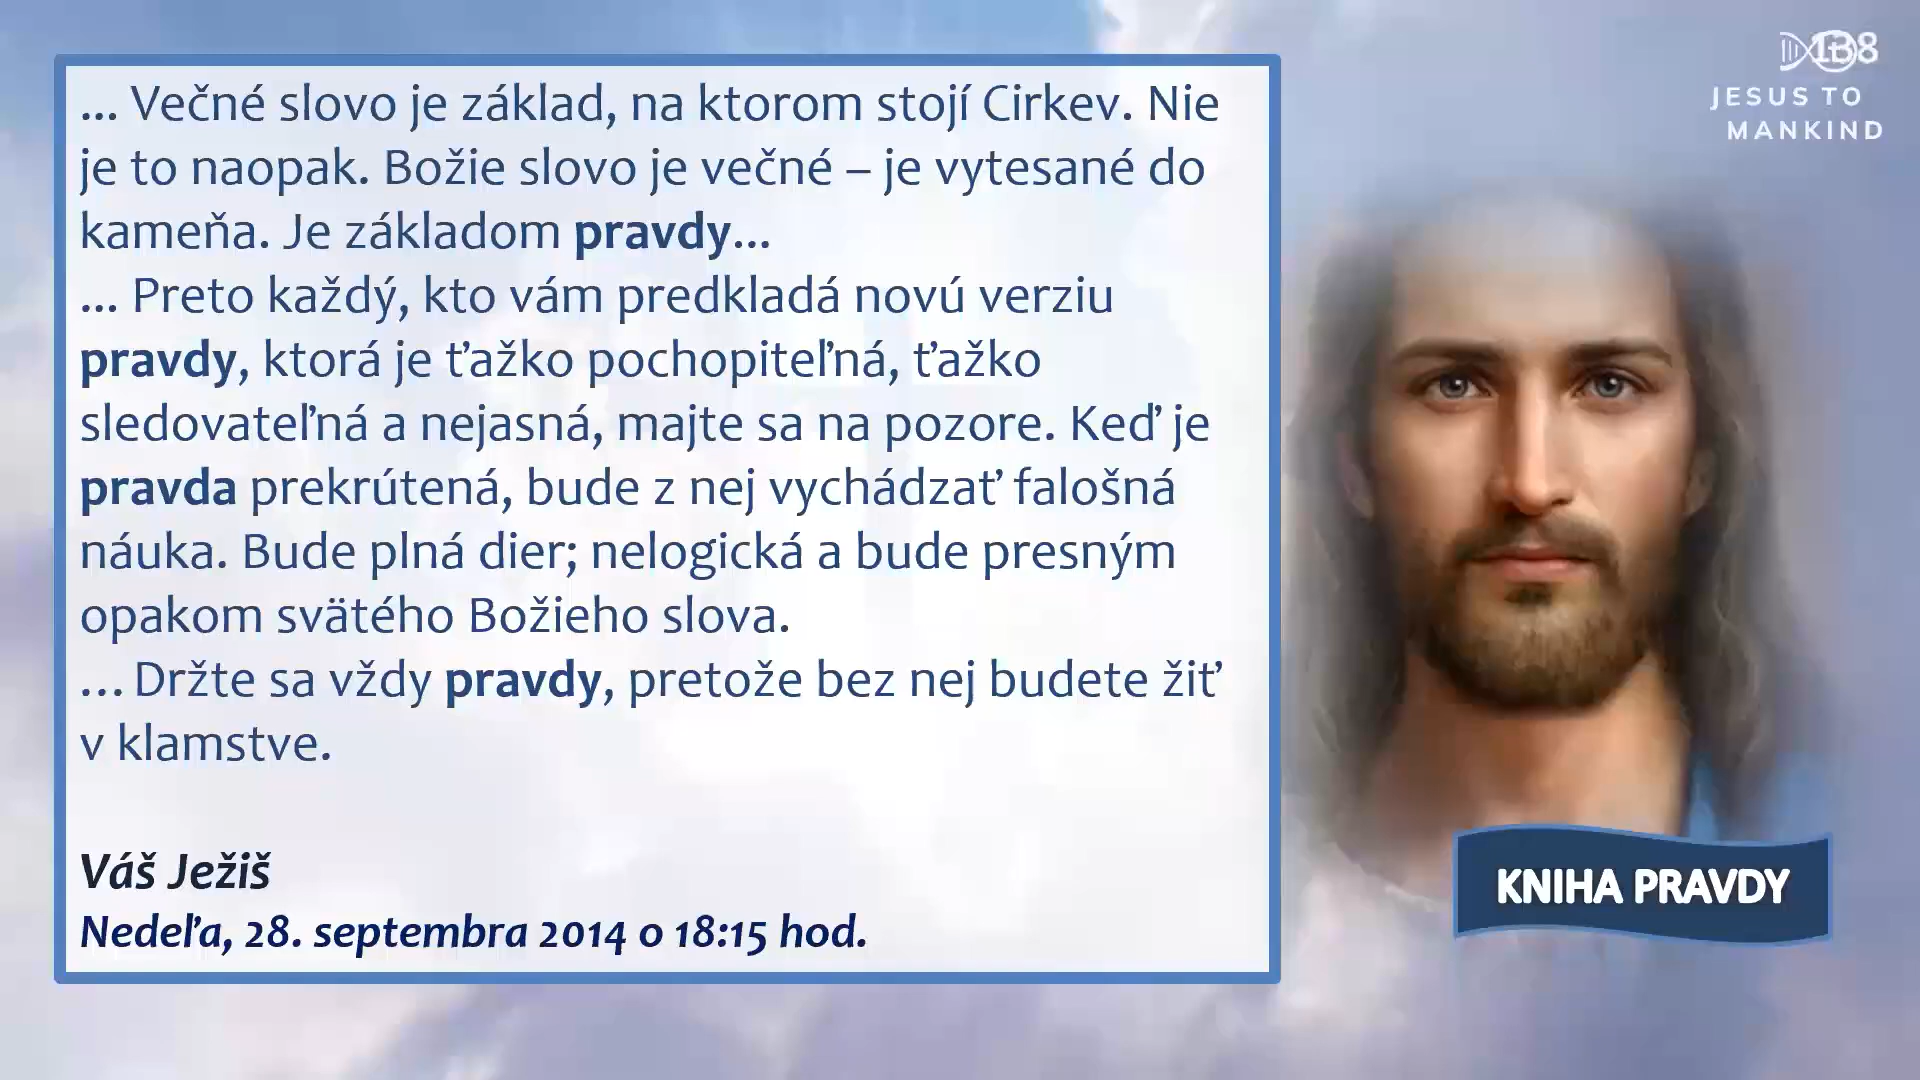 ... Večné slovo je základ, na ktorom stojí Cirkev. Nie
je to naopak. Božie slovo je večné – je vytesané do
kameňa. Je základom pravdy...
... Preto každý, kto vám predkladá novú verziu
pravdy, ktorá je ťažko pochopiteľná, ťažko
sledovateľná a nejasná, majte sa na pozore. Keď je
pravda prekrútená, bude z nej vychádzať falošná
náuka. Bude plná dier; nelogická a bude presným
opakom svätého Božieho slova.
... Držte sa vždy pravdy, pretože bez nej budete žiť
v klamstve.
Váš Ježiš
Nedeľa, 28. septembra 2014 o 18:15 hod.
138
JESUS TO
MANKIND
KNIHA PRAVDY